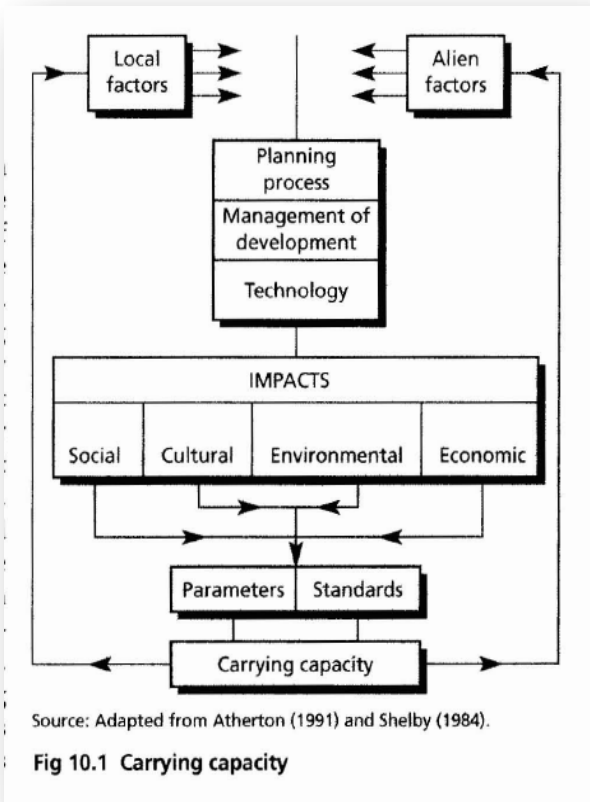 Local
factors
Alien
factors
Planning
process
Management of
development
Technology
IMPACTS
Social
Cultural
Environmental
Economic
Parameters
Standards
Carrying capacity
Source: Adapted from Atherton (1991) and Shelby (1984).
Fig 10.1 Carrying capacity